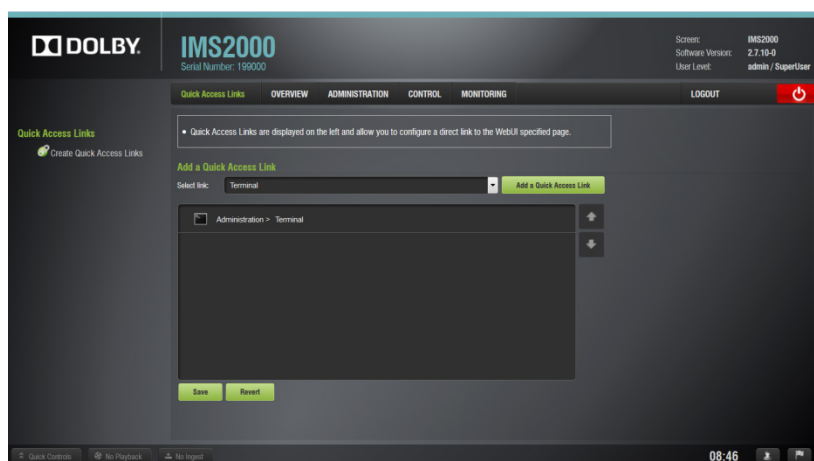 DOLBY.
IMS2000
Serial Number: 199000
Screen: IMS2000
Software Version: 2.7.10-0
User Level: admin / SuperUser
Quick Access Links OVERVIEW ADMINISTRATION CONTROL MONITORING LOGOUT
Quick Access Links
Create Quick Access Links
• Quick Access Links are displayed on the left and allow you to configure a direct link to the WebUI specified page.
Add a Quick Access Link
Select link: Terminal Add a Quick Access Link
Administration > Terminal
Save Revert
Quick Controls No Playback No Ingest 08:46